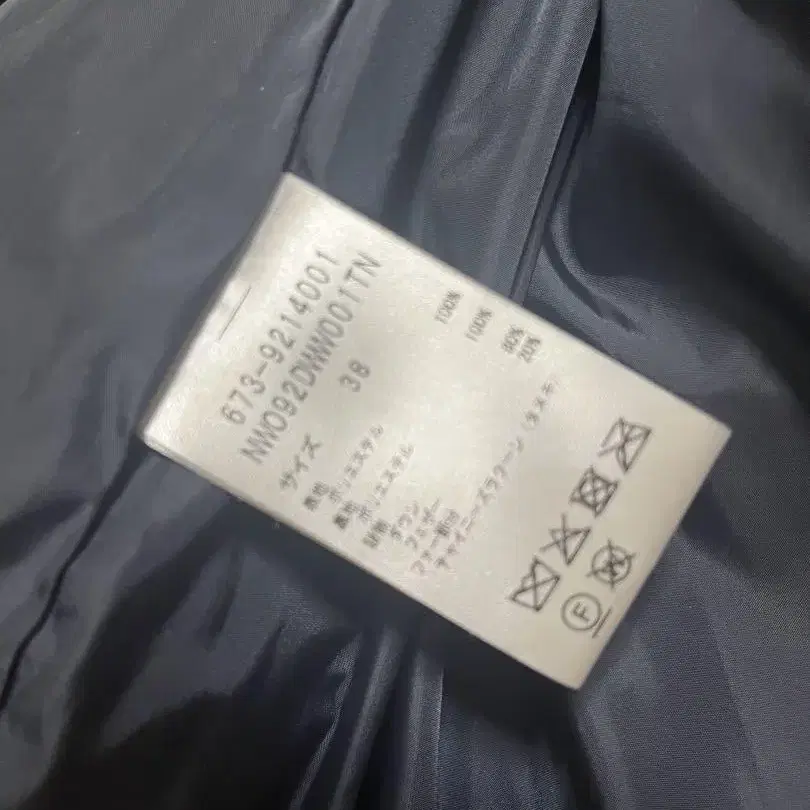 673-9214001
NW092DWW001TN
サイズ 38
表地 ポリエステル 100%
裏地 ポリエステル 100%
詰物 ダウン 80%
フェザー 20%
ファー部分
チャイニーズラクーン (タヌキ)
F
W